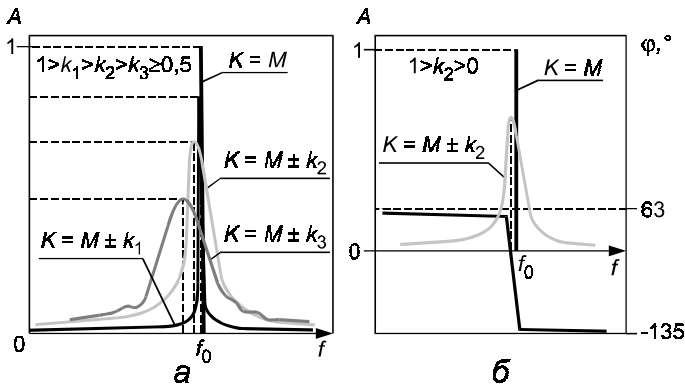 A
1
1>k₁>k₂>k₃≥0,5
K = M
K = M ± k₂
K = M ± k₁
K = M ± k₃
0
f₀
f
а
A
φ,°
1
1>k₂>0
K = M
K = M ± k₂
63
0
f₀
f
-135
б